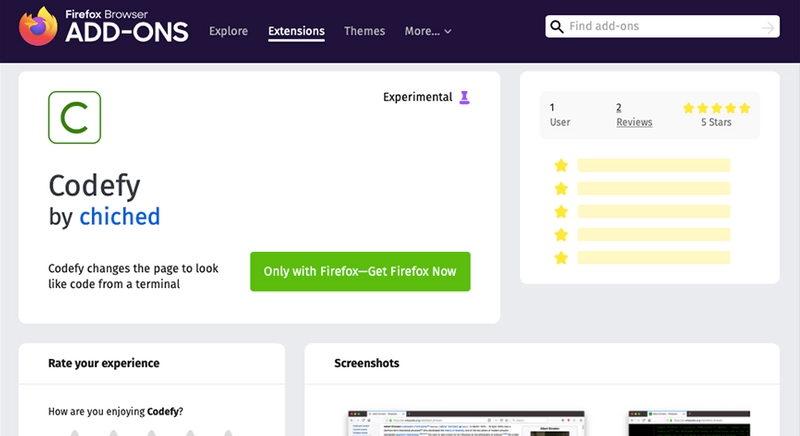 Firefox Browser
ADD-ONS
Explore
Extensions
Themes
More...
Find add-ons
Experimental
C
Codefy
by chiched
Codefy changes the page to look
like code from a terminal
Only with Firefox—Get Firefox Now
1
User
2
Reviews
5 Stars
Rate your experience
How are you enjoying Codefy?
Screenshots